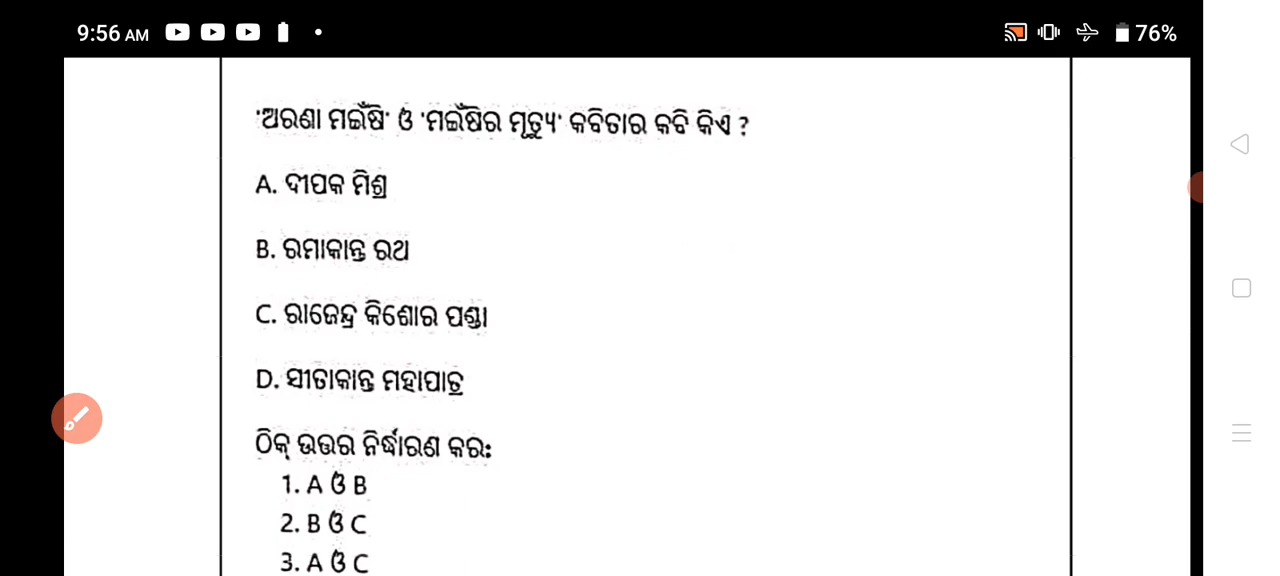 9:56 AM
76%
'ଅରଣା ମଇଁଷି' ଓ 'ମଇଁଷିର ମୃତ୍ୟୁ' କବିତାର କବି କିଏ ?
A. ଦୀପକ ମିଶ୍ର
B. ରମାକାନ୍ତ ରଥ
C. ରାଜେନ୍ଦ୍ର କିଶୋର ପଣ୍ଡା
D. ସୀତାକାନ୍ତ ମହାପାତ୍ର
ଠିକ୍ ଉତ୍ତର ନିର୍ଦ୍ଧାରଣ କର:
1. A ଓ B
2. B ଓ C
3. A ଓ C